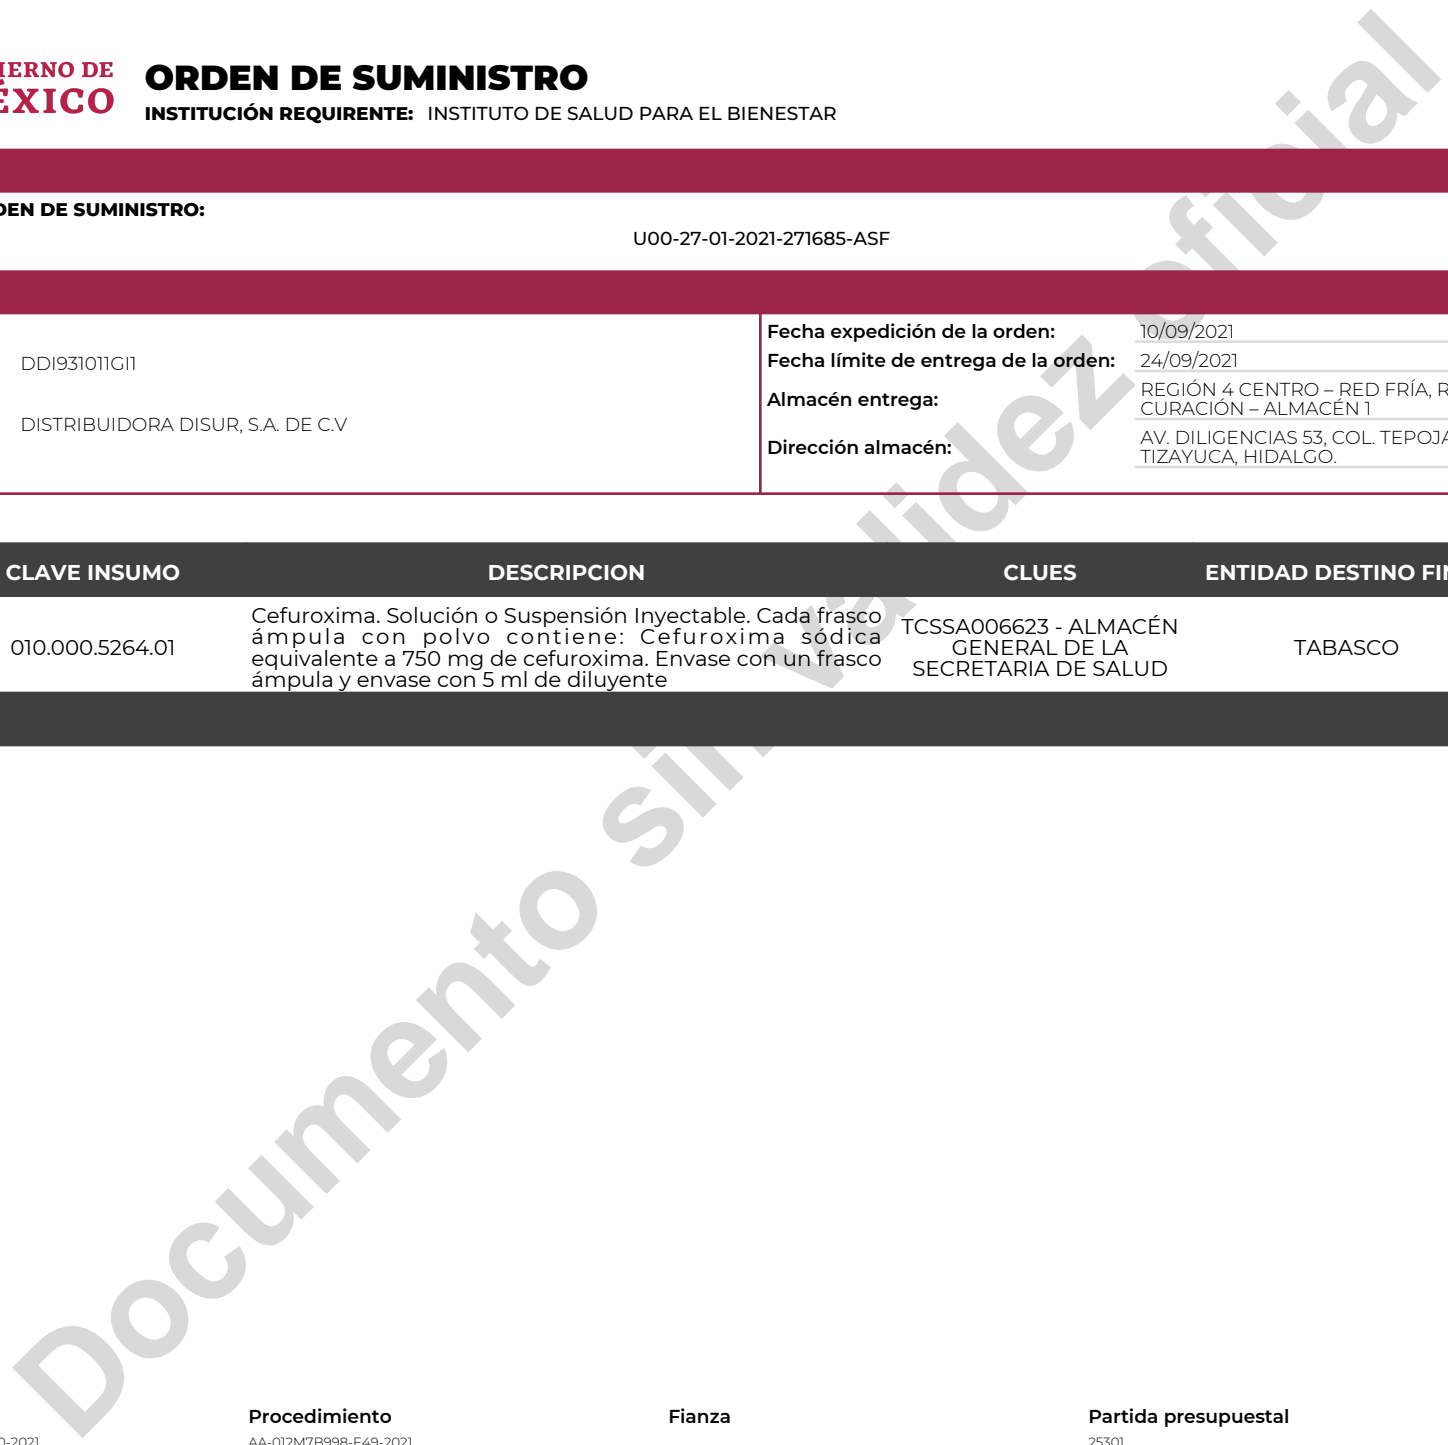 ORDEN DE SUMINISTRO
INSTITUCIÓN REQUIRENTE: INSTITUTO DE SALUD PARA EL BIENESTAR
DE SUMINISTRO:
U00-27-01-2021-271685-ASF
DDI931011GI1
DISTRIBUIDORA DISUR, S.A. DE C.V
Fecha expedición de la orden: 10/09/2021
Fecha límite de entrega de la orden: 24/09/2021
Almacén entrega: REGIÓN 4 CENTRO – RED FRÍA,
CURACIÓN – ALMACÉN 1
Dirección almacén: AV. DILIGENCIAS 53, COL.
TIZAYUCA, HIDALGO.
CLAVE INSUMO DESCRIPCION CLUES ENTIDAD DESTINO
010.000.5264.01
Cefuroxima. Solución o Suspensión Inyectable. Cada frasco
ámpula con polvo contiene: Cefuroxima sódica
equivalente a 750 mg de cefuroxima. Envase con un frasco
ámpula y envase con 5 ml de diluyente
TCSSA006623 - ALMACÉN
GENERAL DE LA
SECRETARIA DE SALUD
TABASCO
Documento sin validez oficial
Procedimiento Fianza Partida presupuestal